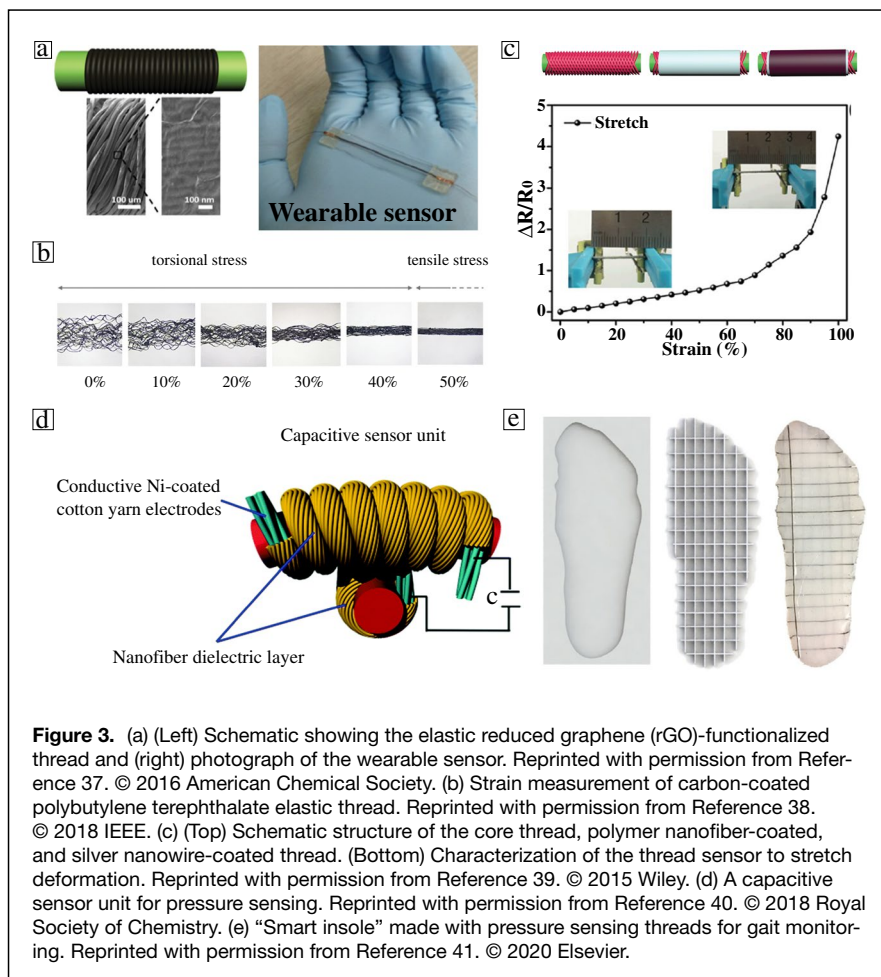 a
100 um
100 nm
Wearable sensor
b
torsional stress
tensile stress
0%
10%
20%
30%
40%
50%
c
5
4
3
2
1
0
ΔR/R0
Stretch
1 2
1 2 3 4
0
20
40
60
80
100
Strain (%)
d
Capacitive sensor unit
Conductive Ni-coated
cotton yarn electrodes
Nanofiber dielectric layer
c
e
Figure 3. (a) (Left) Schematic showing the elastic reduced graphene (rGO)-functionalized
thread and (right) photograph of the wearable sensor. Reprinted with permission from Refer-
ence 37. © 2016 American Chemical Society. (b) Strain measurement of carbon-coated
polybutylene terephthalate elastic thread. Reprinted with permission from Reference 38.
© 2018 IEEE. (c) (Top) Schematic structure of the core thread, polymer nanofiber-coated,
and silver nanowire-coated thread. (Bottom) Characterization of the thread sensor to stretch
deformation. Reprinted with permission from Reference 39. © 2015 Wiley. (d) A capacitive
sensor unit for pressure sensing. Reprinted with permission from Reference 40. © 2018 Royal
Society of Chemistry. (e) “Smart insole” made with pressure sensing threads for gait monitor-
ing. Reprinted with permission from Reference 41. © 2020 Elsevier.